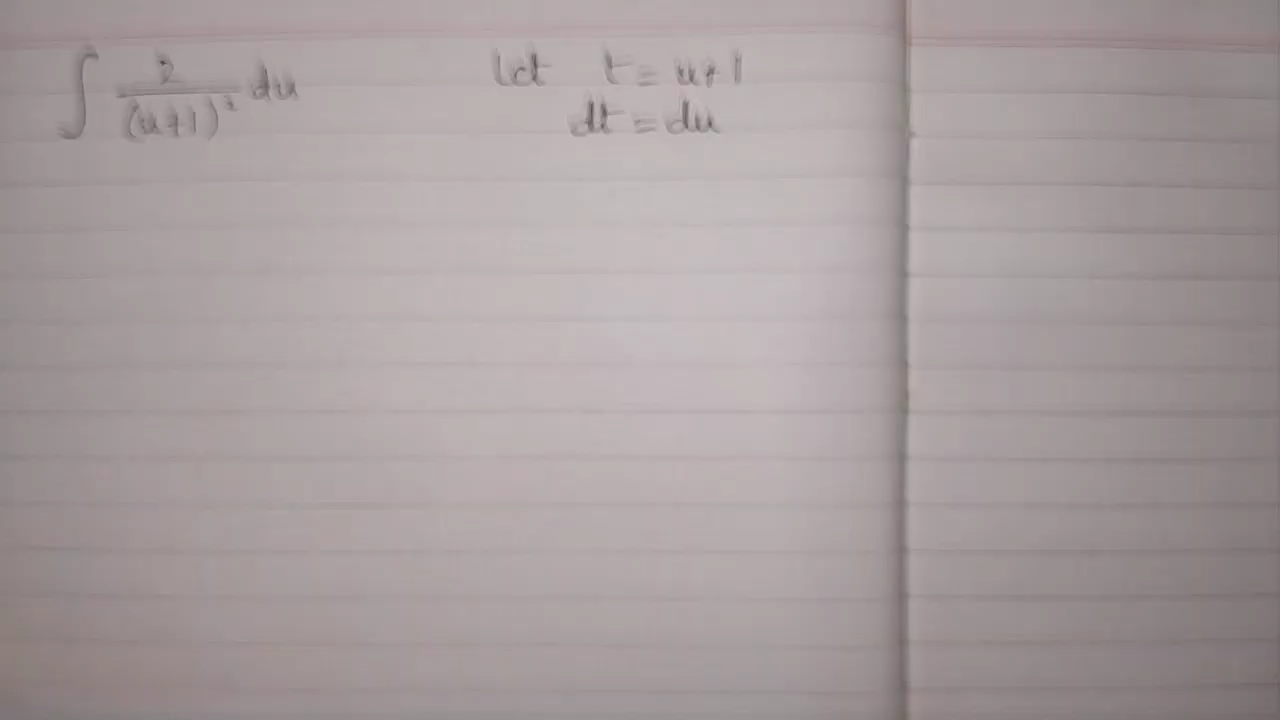 ∫ 2/(u+1)² du
let t = u+1
dt = du